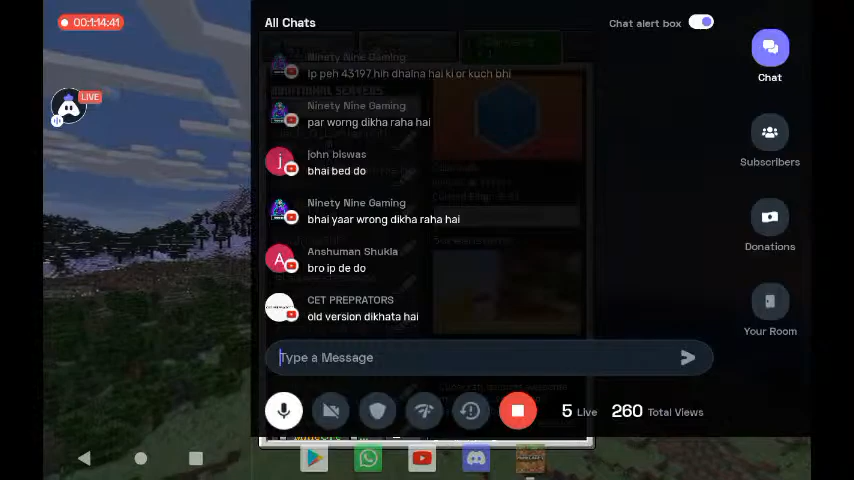 00:1:14:41
All Chats
Chat alert box
LIVE
Chat
Ninety Nine Gaming
Ip peh 43197 hih dhalna hai ki or kuch bhi
Ninety Nine Gaming
par worng dikha raha hai
john biswas
bhai bed do
Subscribers
Ninety Nine Gaming
bhai yaar wrong dikha raha hai
Donations
Anshuman Shukla
bro ip de do
CET PREPRATORS
old version dikhata hai
Your Room
Type a Message
5 Live 260 Total Views